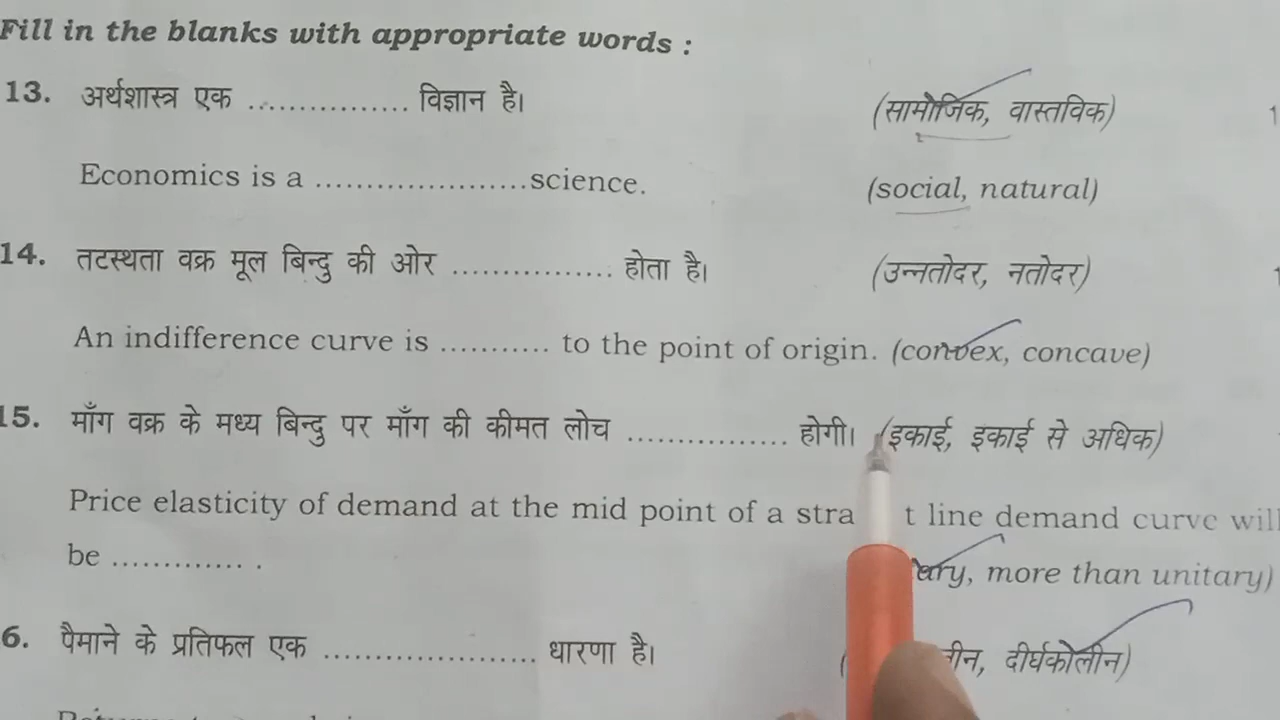 Fill in the blanks with appropriate words :
13. अर्थशास्त्र एक ................ विज्ञान है। (सामाजिक, वास्तविक) 1
Economics is a .....................science. (social, natural)
14. तटस्थता वक्र मूल बिन्दु की ओर ................ होता है। (उन्नतोदर, नतोदर) 1
An indifference curve is ........... to the point of origin. (convex, concave)
15. माँग वक्र के मध्य बिन्दु पर माँग की कीमत लोच ................ होगी। (इकाई, इकाई से अधिक)
Price elasticity of demand at the mid point of a line demand curve will
be ............. . more than unitary)
6. पैमाने के प्रतिफल एक ..................... धारणा है। दीर्घकालीन)